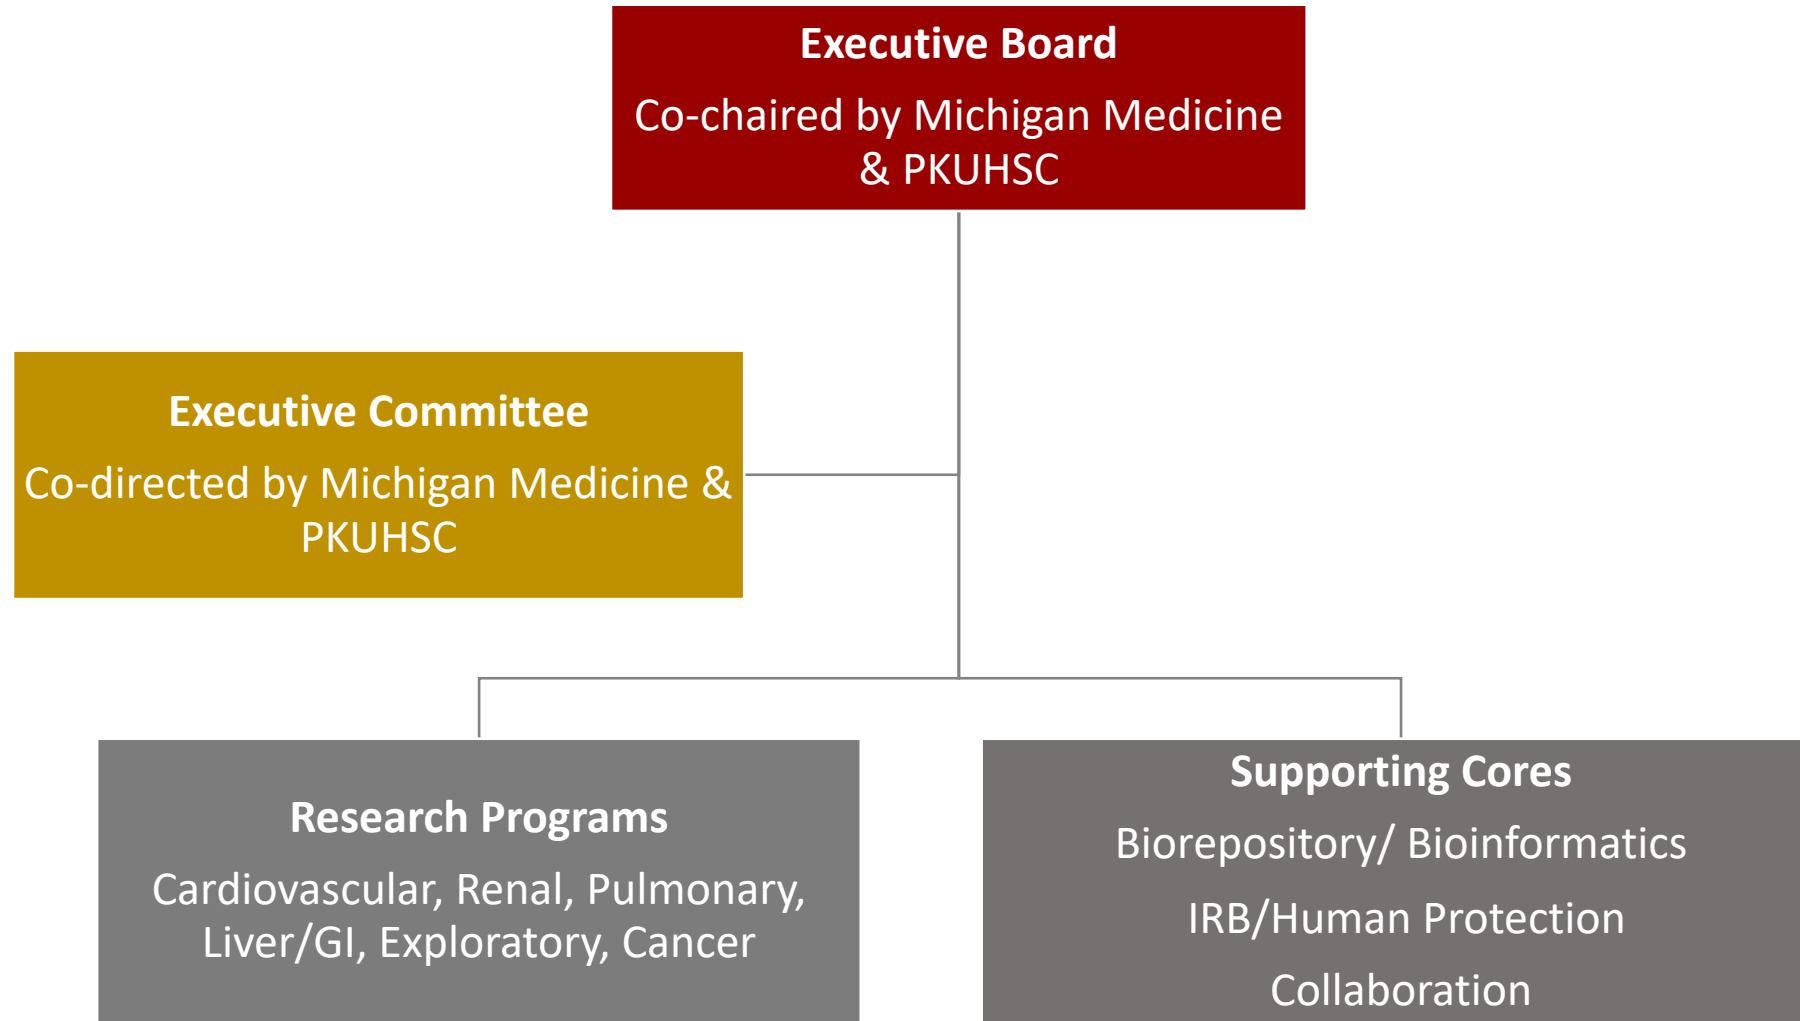 Executive Board
Co-chaired by Michigan Medicine
& PKUHSC
Executive Committee
Co-directed by Michigan Medicine &
PKUHSC
Research Programs
Cardiovascular, Renal, Pulmonary,
Liver/GI, Exploratory, Cancer
Supporting Cores
Biorepository/ Bioinformatics
IRB/Human Protection
Collaboration